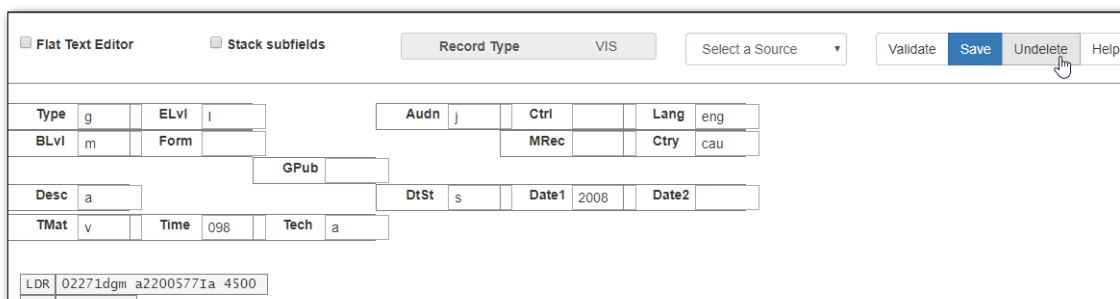 Flat Text Editor Stack subfields Record Type VIS Select a Source Validate Save Undelete Help
Type g ELvl I Audn j Ctrl Lang eng
BLvl m Form MRec Ctry cau
GPub
Desc a DtSt s Date1 2008 Date2
TMat v Time 098 Tech a
LDR 02271dgm a2200577Ia 4500